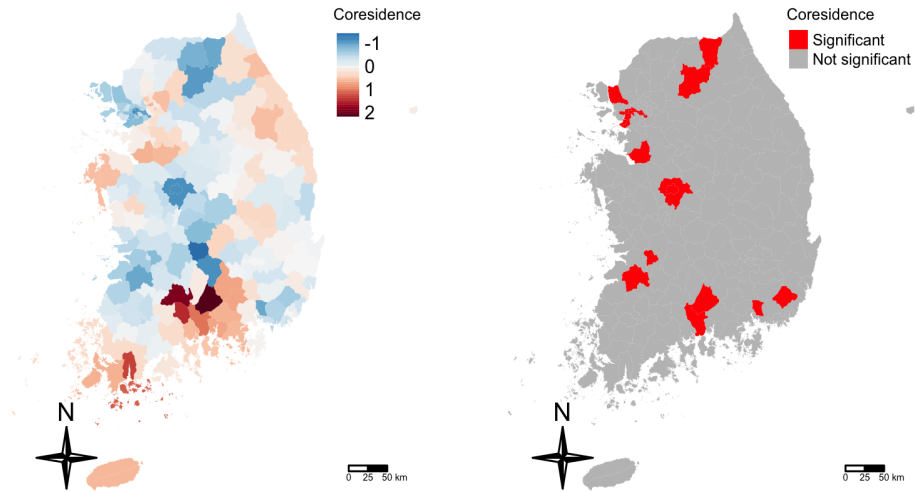 Coresidence
-1
0
1
2
N
0 25 50 km
Coresidence
Significant
Not significant
N
0 25 50 km